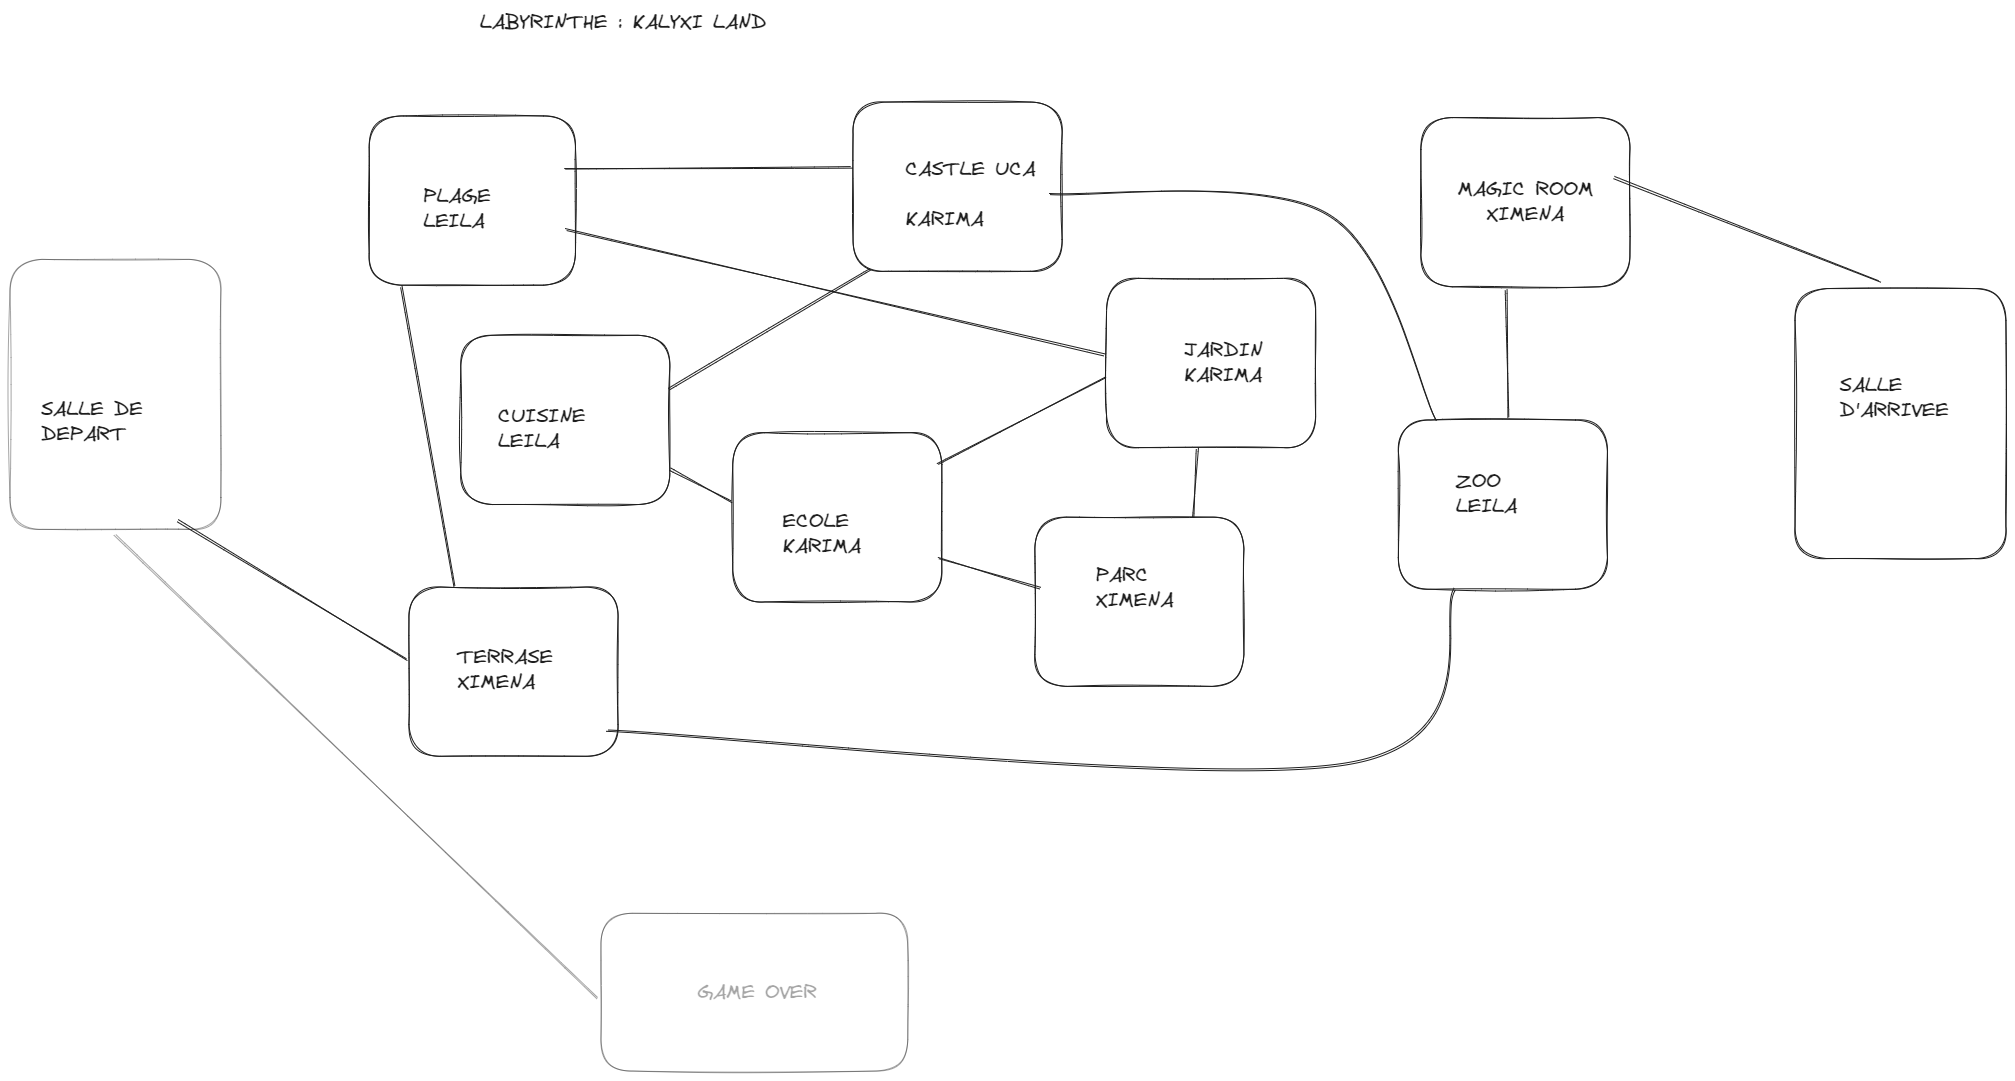 LABYRINTHE : KALYXI LAND
PLAGE
LEILA
CASTLE UCA
KARIMA
MAGIC ROOM
XIMENA
SALLE DE
DEPART
CUISINE
LEILA
JARDIN
KARIMA
SALLE
D'ARRIVEE
ECOLE
KARIMA
ZOO
LEILA
PARC
XIMENA
TERRASE
XIMENA
GAME OVER